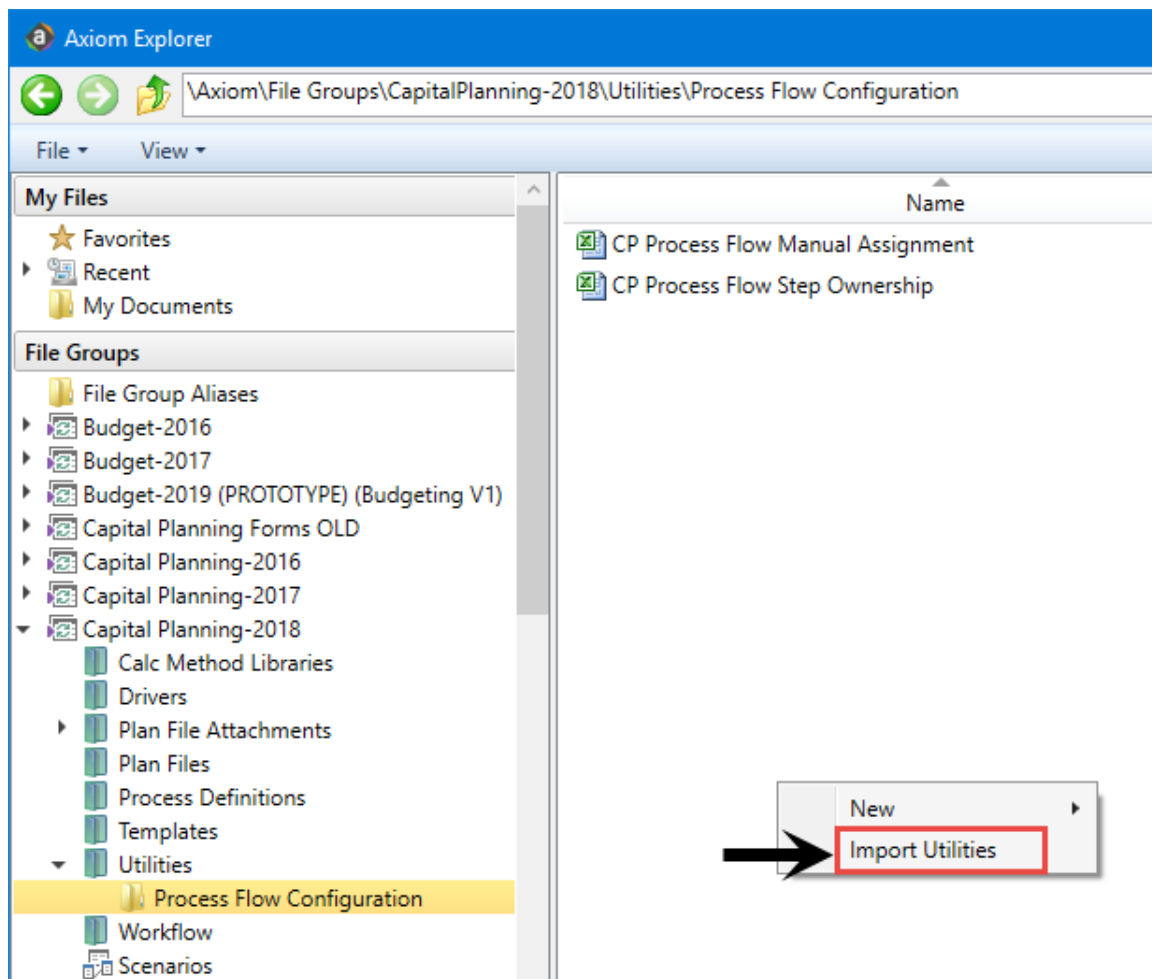 Axiom Explorer
\Axiom\File Groups\CapitalPlanning-2018\Utilities\Process Flow Configuration
File View
My Files
Favorites
Recent
My Documents
File Groups
File Group Aliases
Budget-2016
Budget-2017
Budget-2019 (PROTOTYPE) (Budgeting V1)
Capital Planning Forms OLD
Capital Planning-2016
Capital Planning-2017
Capital Planning-2018
Calc Method Libraries
Drivers
Plan File Attachments
Plan Files
Process Definitions
Templates
Utilities
Process Flow Configuration
Workflow
Scenarios
Name
CP Process Flow Manual Assignment
CP Process Flow Step Ownership
New
Import Utilities